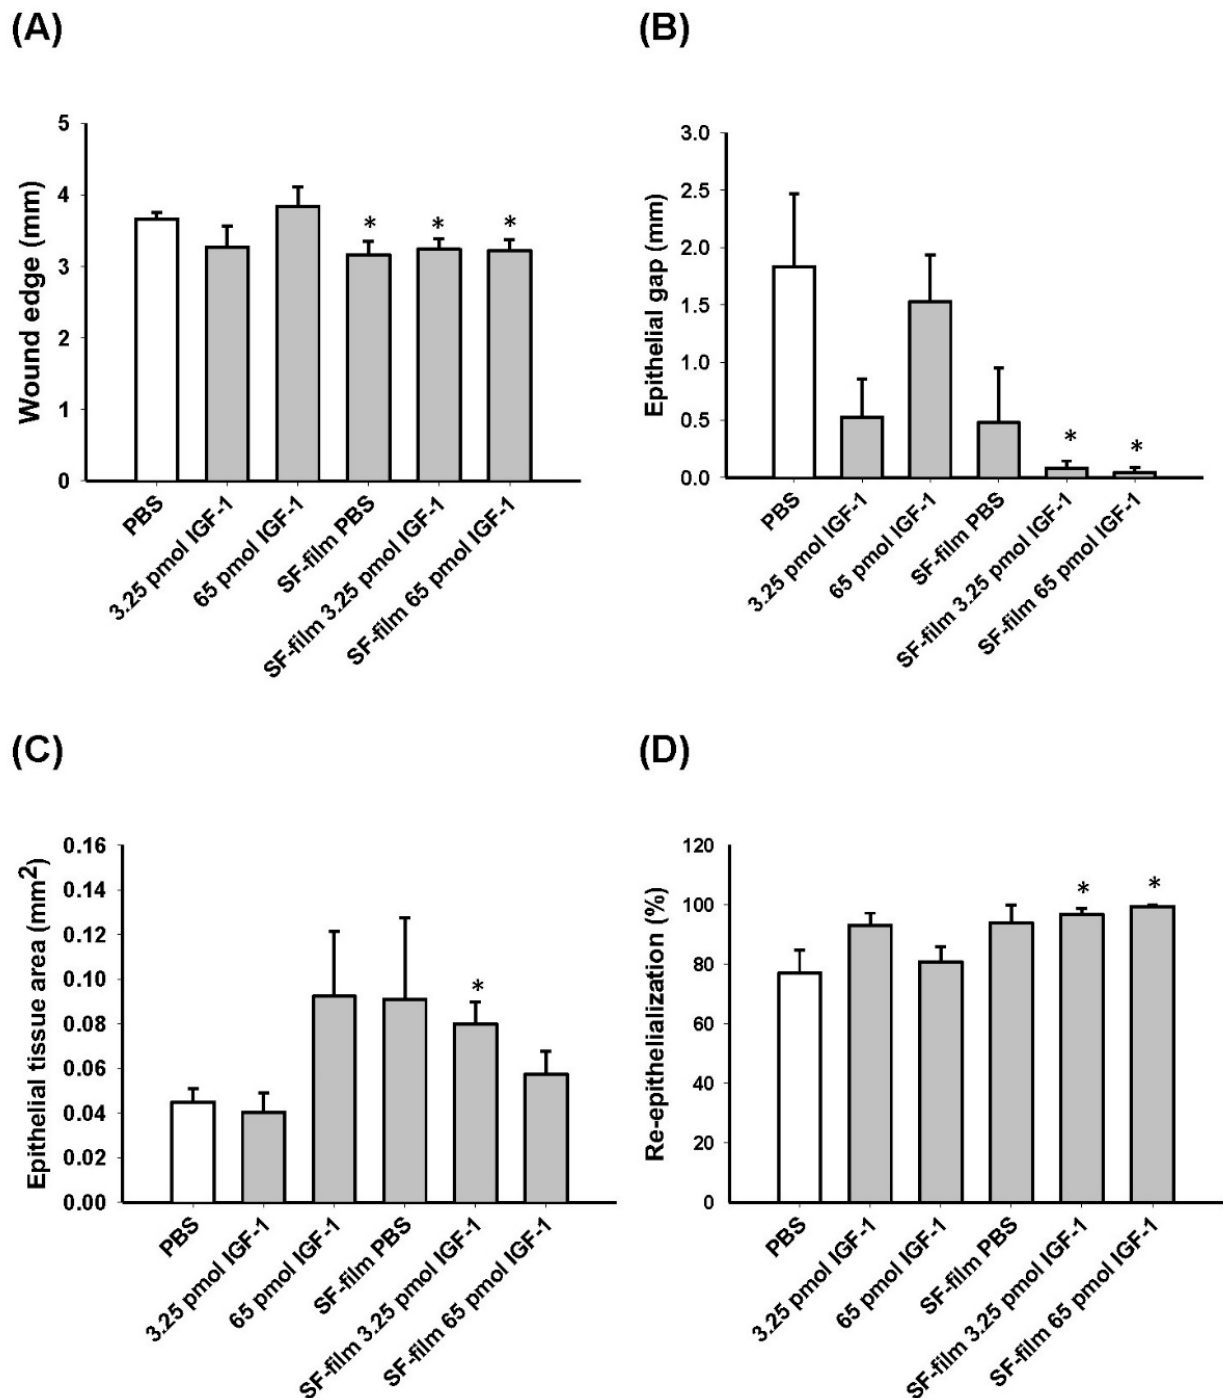 (A)
Wound edge (mm)
5
4
3
2
1
0
* * *
PBS
3.25 pmol IGF-1
65 pmol IGF-1
SF-film PBS
SF-film 3.25 pmol IGF-1
SF-film 65 pmol IGF-1
(B)
Epithelial gap (mm)
3.0
2.5
2.0
1.5
1.0
0.5
0.0
* *
PBS
3.25 pmol IGF-1
65 pmol IGF-1
SF-film PBS
SF-film 3.25 pmol IGF-1
SF-film 65 pmol IGF-1
(C)
Epithelial tissue area (mm²)
0.16
0.14
0.12
0.10
0.08
0.06
0.04
0.02
0.00
*
PBS
3.25 pmol IGF-1
65 pmol IGF-1
SF-film PBS
SF-film 3.25 pmol IGF-1
SF-film 65 pmol IGF-1
(D)
Re-epithelialization (%)
120
100
80
60
40
20
0
* *
PBS
3.25 pmol IGF-1
65 pmol IGF-1
SF-film PBS
SF-film 3.25 pmol IGF-1
SF-film 65 pmol IGF-1